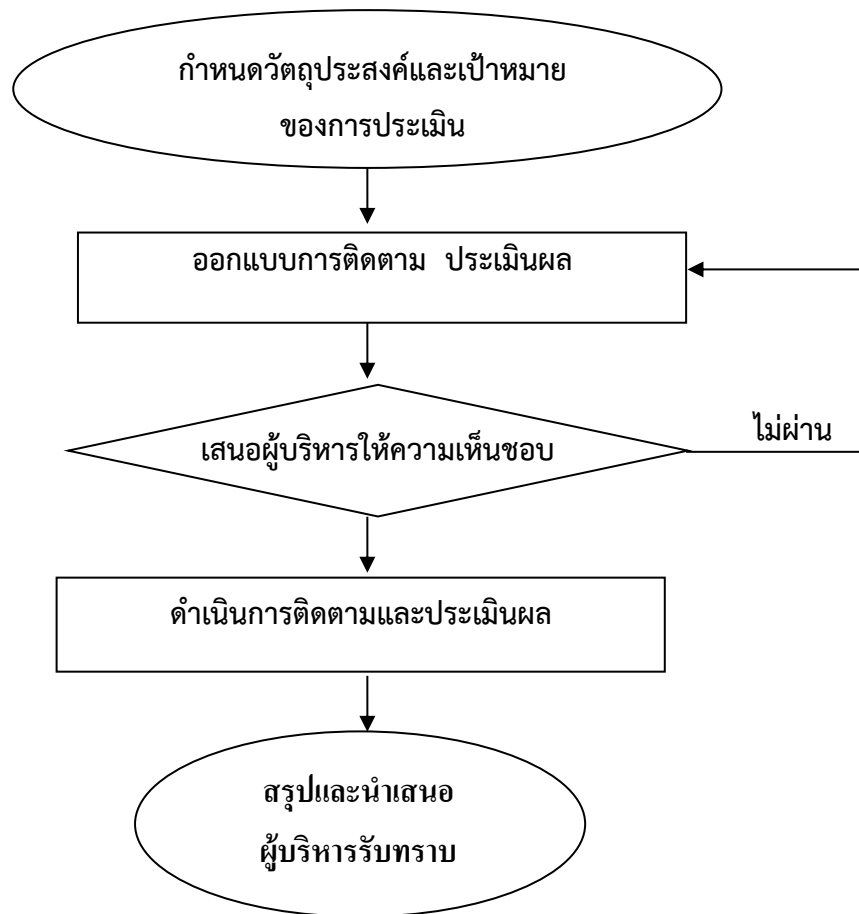 กำหนดวัตถุประสงค์และเป้าหมาย
ของการประเมิน
ออกแบบการติดตาม ประเมินผล
เสนอผู้บริหารให้ความเห็นชอบ
ไม่ผ่าน
ดำเนินการติดตามและประเมินผล
สรุปและนำเสนอ
ผู้บริหารรับทราบ